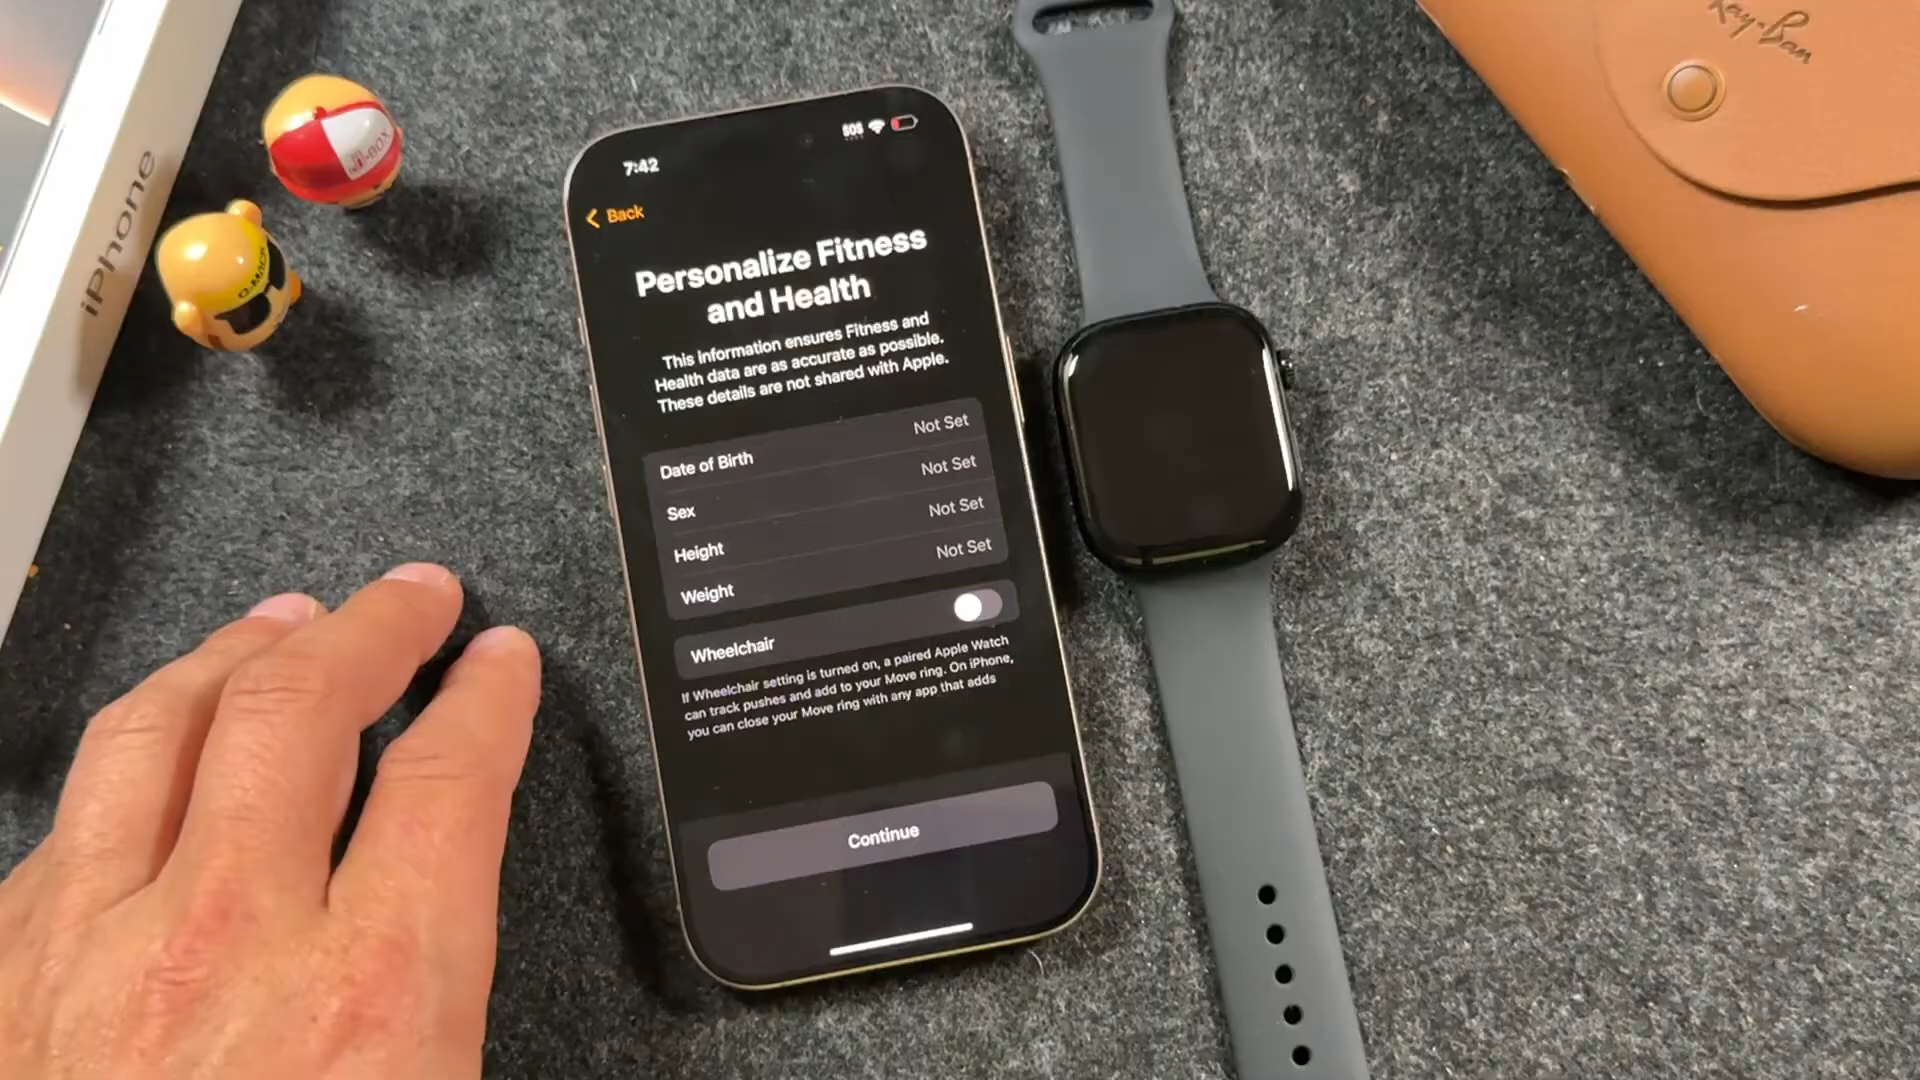 Ray-Ban
iPhone
7:42
SOS
Back
Personalize Fitness
and Health
This information ensures Fitness and
Health data are as accurate as possible.
These details are not shared with Apple.
Date of Birth Not Set
Sex Not Set
Height Not Set
Weight Not Set
Wheelchair
If Wheelchair setting is turned on, a paired Apple Watch
can track pushes and add to your Move ring. On iPhone,
you can close your Move ring with any app that adds
Continue